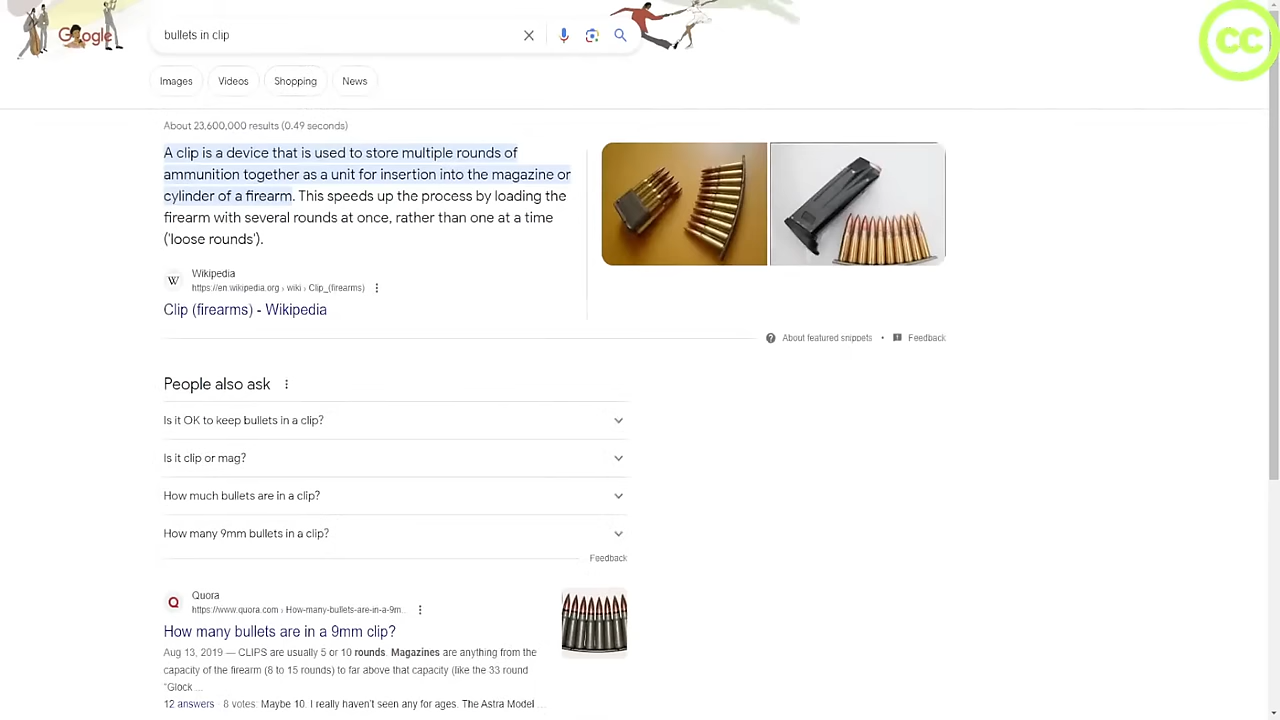 Google
bullets in clip
CC
Images
Videos
Shopping
News
About 23,600,000 results (0.49 seconds)
A clip is a device that is used to store multiple rounds of
ammunition together as a unit for insertion into the magazine or
cylinder of a firearm. This speeds up the process by loading the
firearm with several rounds at once, rather than one at a time
('loose rounds').
W
Wikipedia
https://en.wikipedia.org › wiki › Clip_(firearms)
Clip (firearms) - Wikipedia
About featured snippets • Feedback
People also ask
Is it OK to keep bullets in a clip?
Is it clip or mag?
How much bullets are in a clip?
How many 9mm bullets in a clip?
Feedback
Q
Quora
https://www.quora.com › How-many-bullets-are-in-a-9m...
How many bullets are in a 9mm clip?
Aug 13, 2019 — CLIPS are usually 5 or 10 rounds. Magazines are anything from the
capacity of the firearm (8 to 15 rounds) to far above that capacity (like the 33 round
"Glock ...
12 answers · 8 votes: Maybe 10. I really haven't seen any for ages. The Astra Model ...